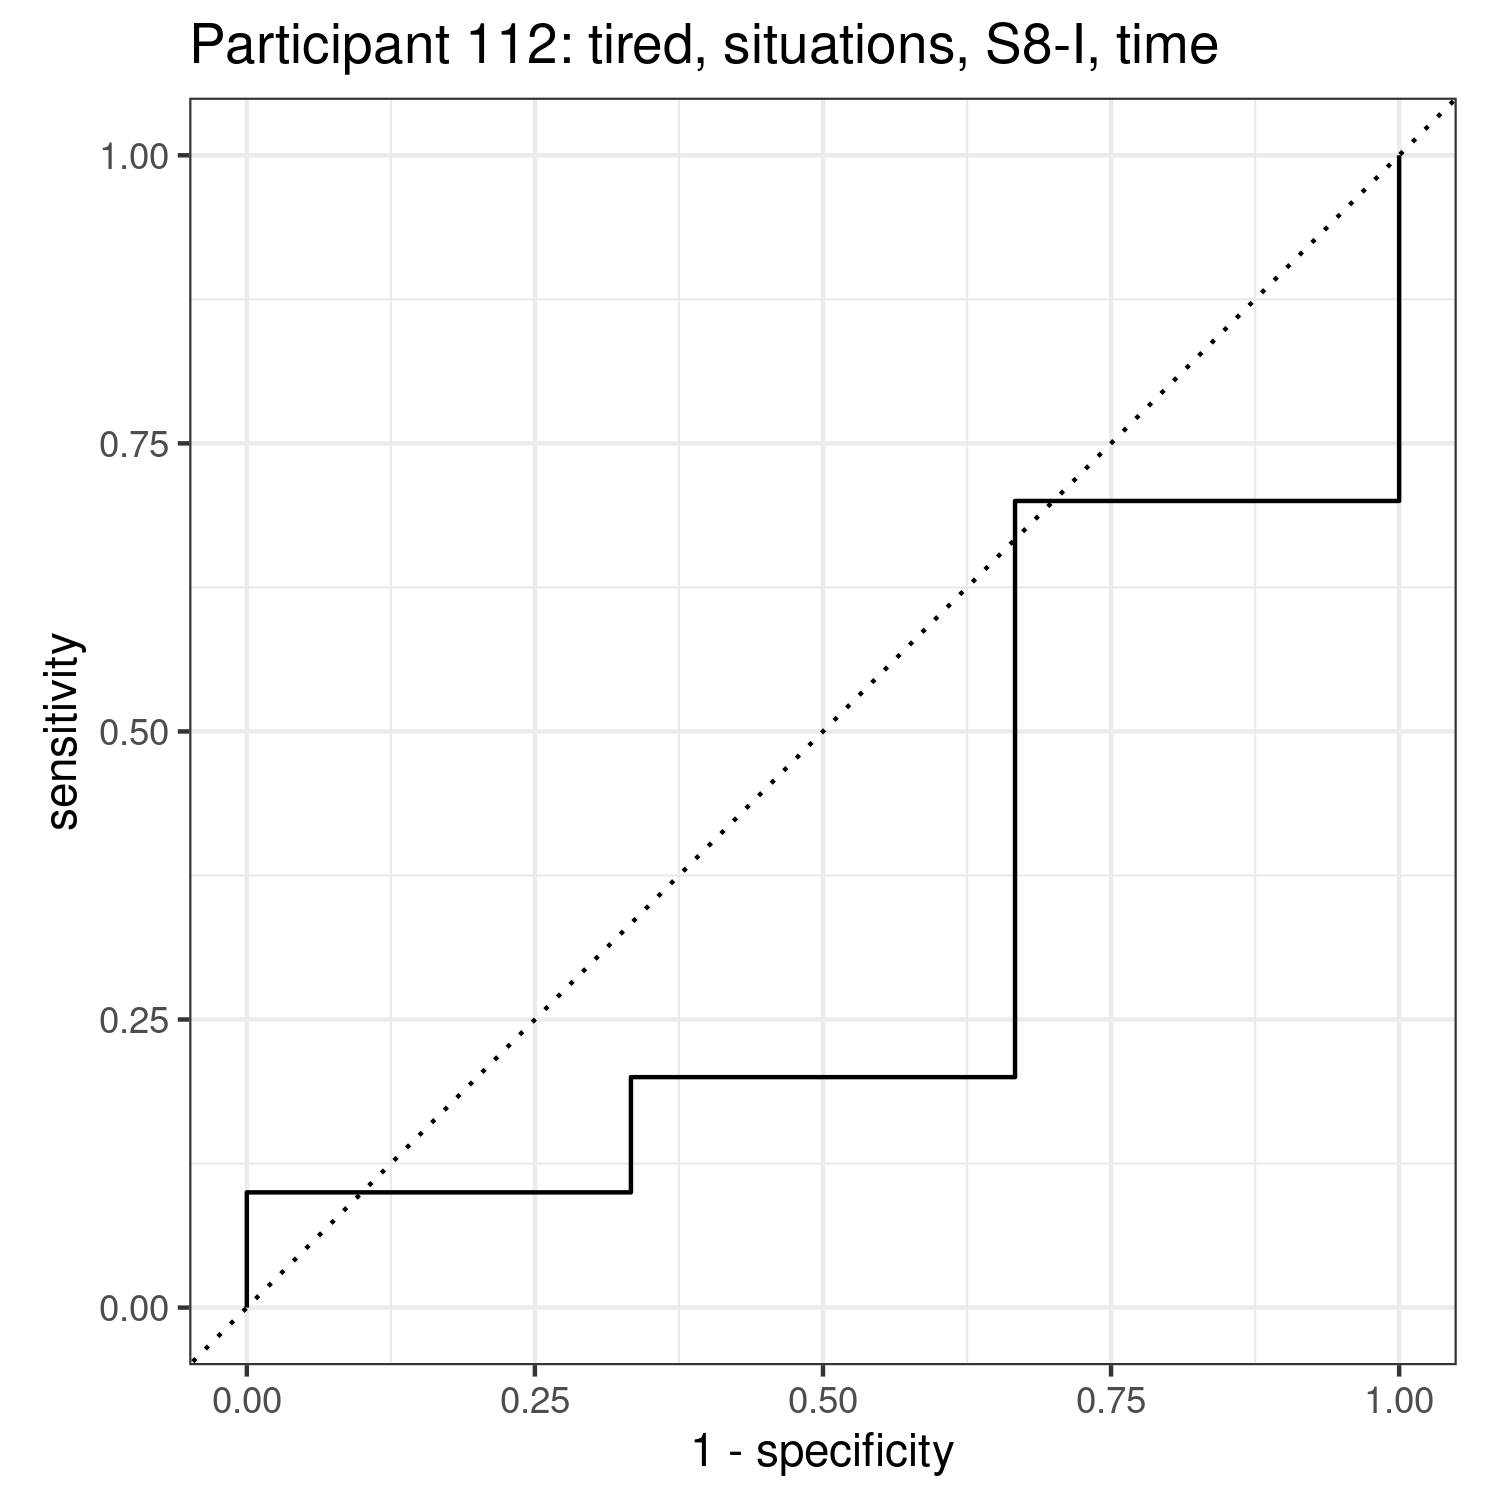 Participant 112: tired, situations, S8-I, time
1.00
0.75
0.50
0.25
0.00
sensitivity
0.00 0.25 0.50 0.75 1.00
1 - specificity